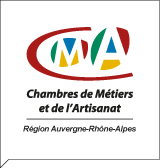 CMA
Chambres de Métiers
et de l'Artisanat
Région Auvergne-Rhône-Alpes